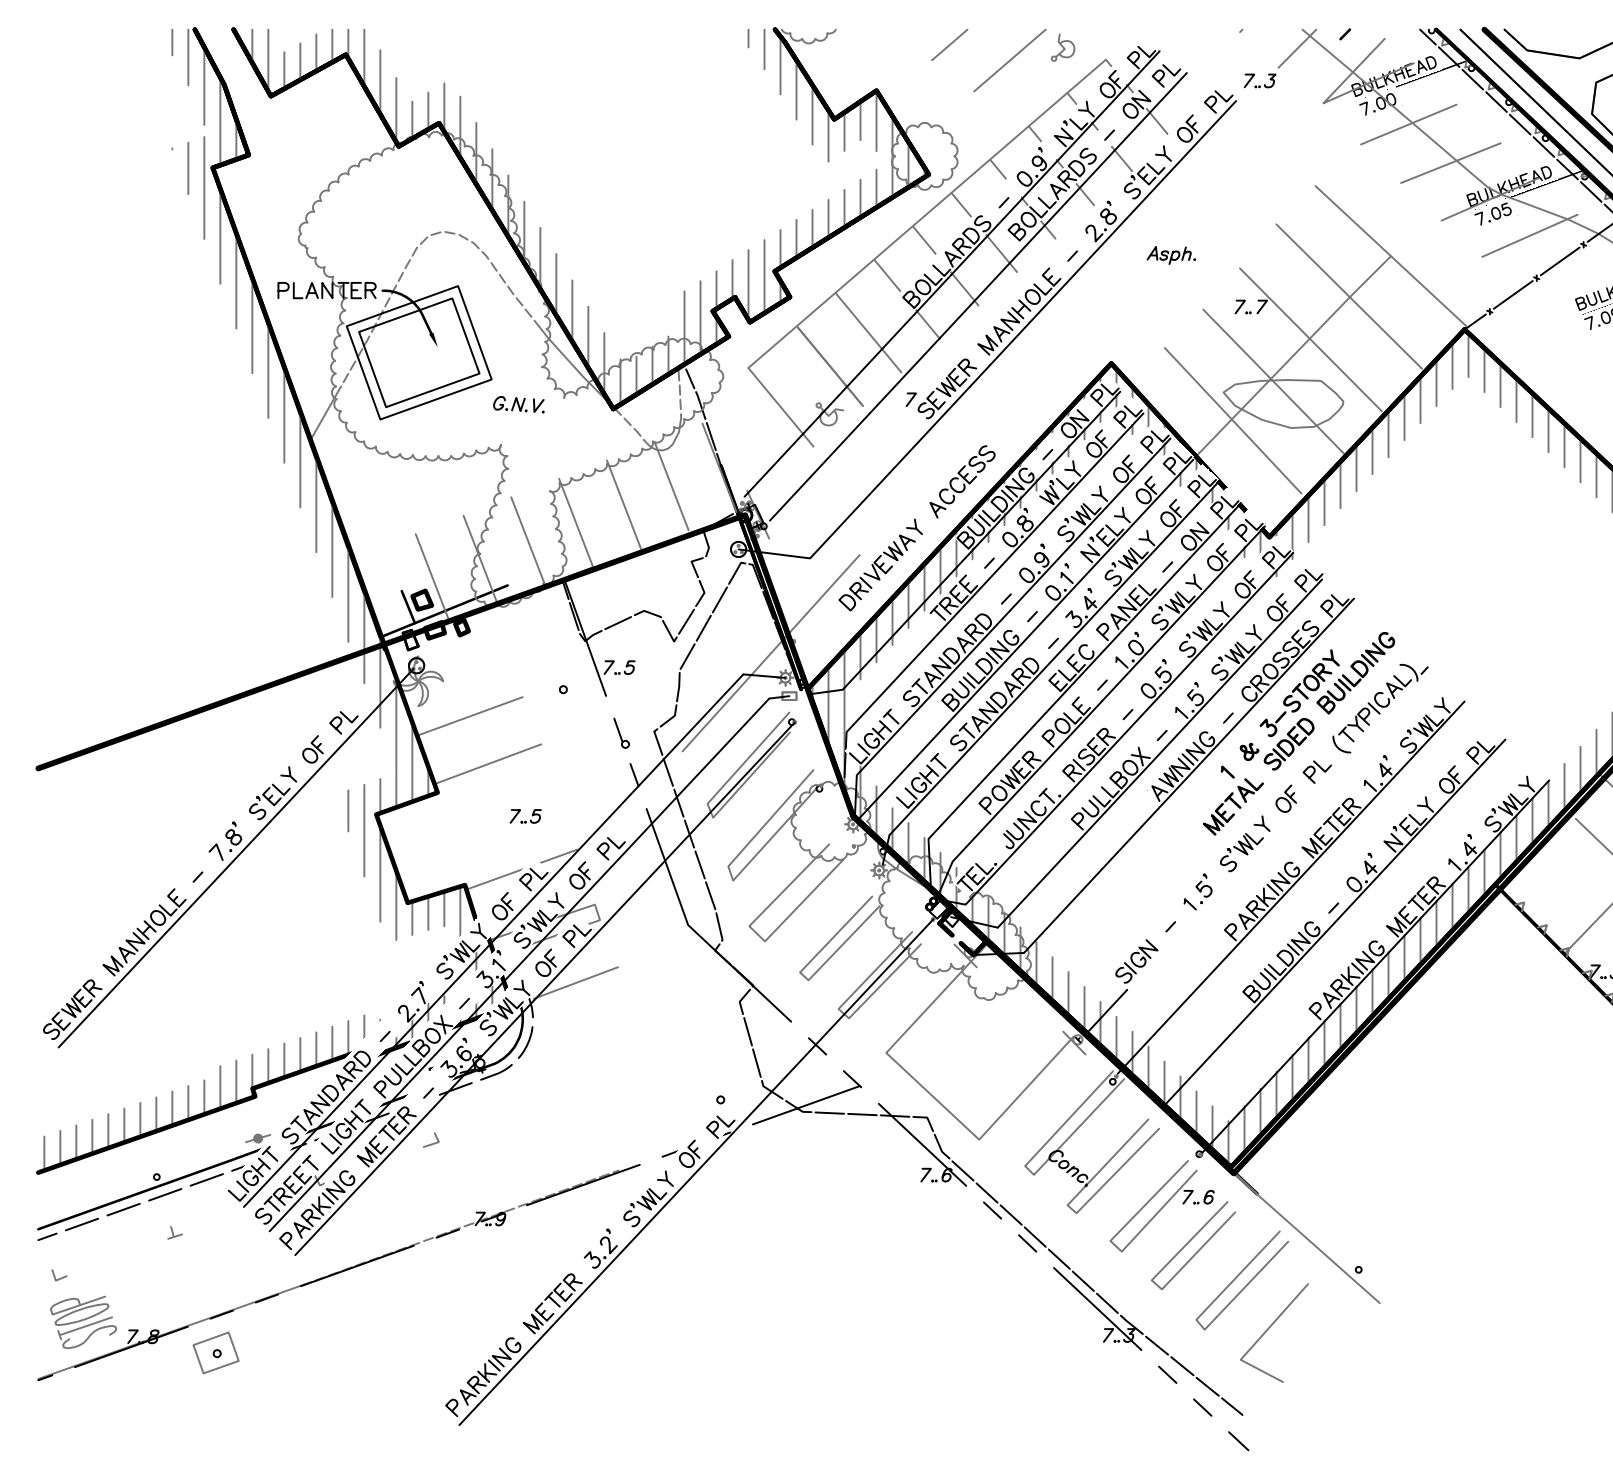 BOLLARDS – 0.9' N'LY OF PL
BOLLARDS – ON PL
SEWER MANHOLE – 2.8' S'ELY OF PL
7..3
BULKHEAD
7.00
BULKHEAD
7.05
Asph.
7..7
PLANTER
G.N.V.
7
DRIVEWAY ACCESS
BUILDING – ON PL
TREE – 0.8' W'LY OF PL
LIGHT STANDARD – 0.9' S'WLY OF PL
BUILDING – 0.1' N'ELY OF PL
LIGHT STANDARD – 3.4' S'WLY OF PL
ELEC PANEL – ON PL
POWER POLE – 1.0' S'WLY OF PL
TEL. JUNCT. RISER – 0.5' S'WLY OF PL
PULLBOX – 1.5' S'WLY OF PL
AWNING – CROSSES PL
1 & 3–STORY
METAL SIDED BUILDING
(TYPICAL)
SIGN – 1.5' S'WLY OF PL
PARKING METER 1.4' S'WLY
BUILDING – 0.4' N'ELY OF PL
PARKING METER 1.4' S'WLY
7..5
7..5
SEWER MANHOLE – 7.8' S'ELY OF PL
LIGHT STANDARD – 2.7' S'WLY OF PL
STREET LIGHT PULLBOX – 3.1' S'WLY OF PL
PARKING METER – 3.6' S'WLY OF PL
PARKING METER 3.2' S'WLY OF PL
Conc.
7..6
7..6
7..9
7..8
7..3
STOP